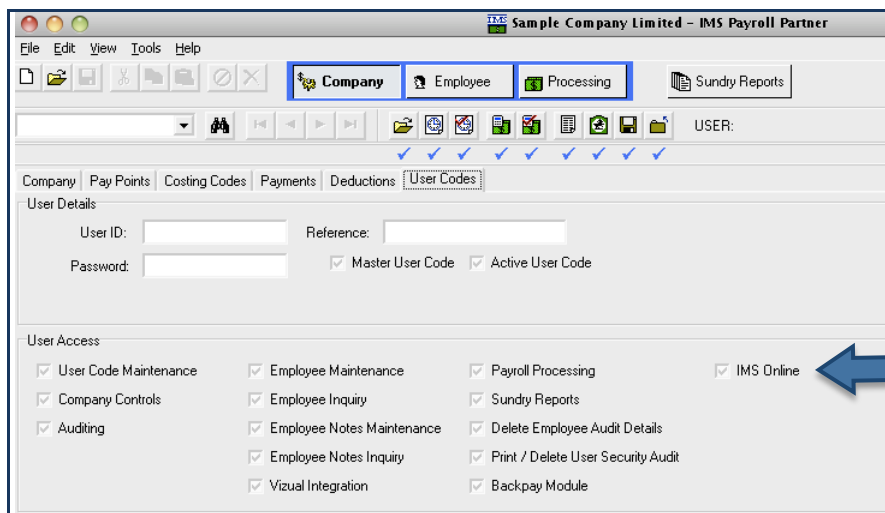 IMS Sample Company Limited - IMS Payroll Partner
File Edit View Tools Help
Company Employee Processing Sundry Reports
USER:
Company Pay Points Costing Codes Payments Deductions User Codes
User Details
User ID: Reference:
Password: Master User Code Active User Code
User Access
User Code Maintenance Employee Maintenance Payroll Processing IMS Online
Company Controls Employee Inquiry Sundry Reports
Auditing Employee Notes Maintenance Delete Employee Audit Details
Employee Notes Inquiry Print / Delete User Security Audit
Vizual Integration Backpay Module